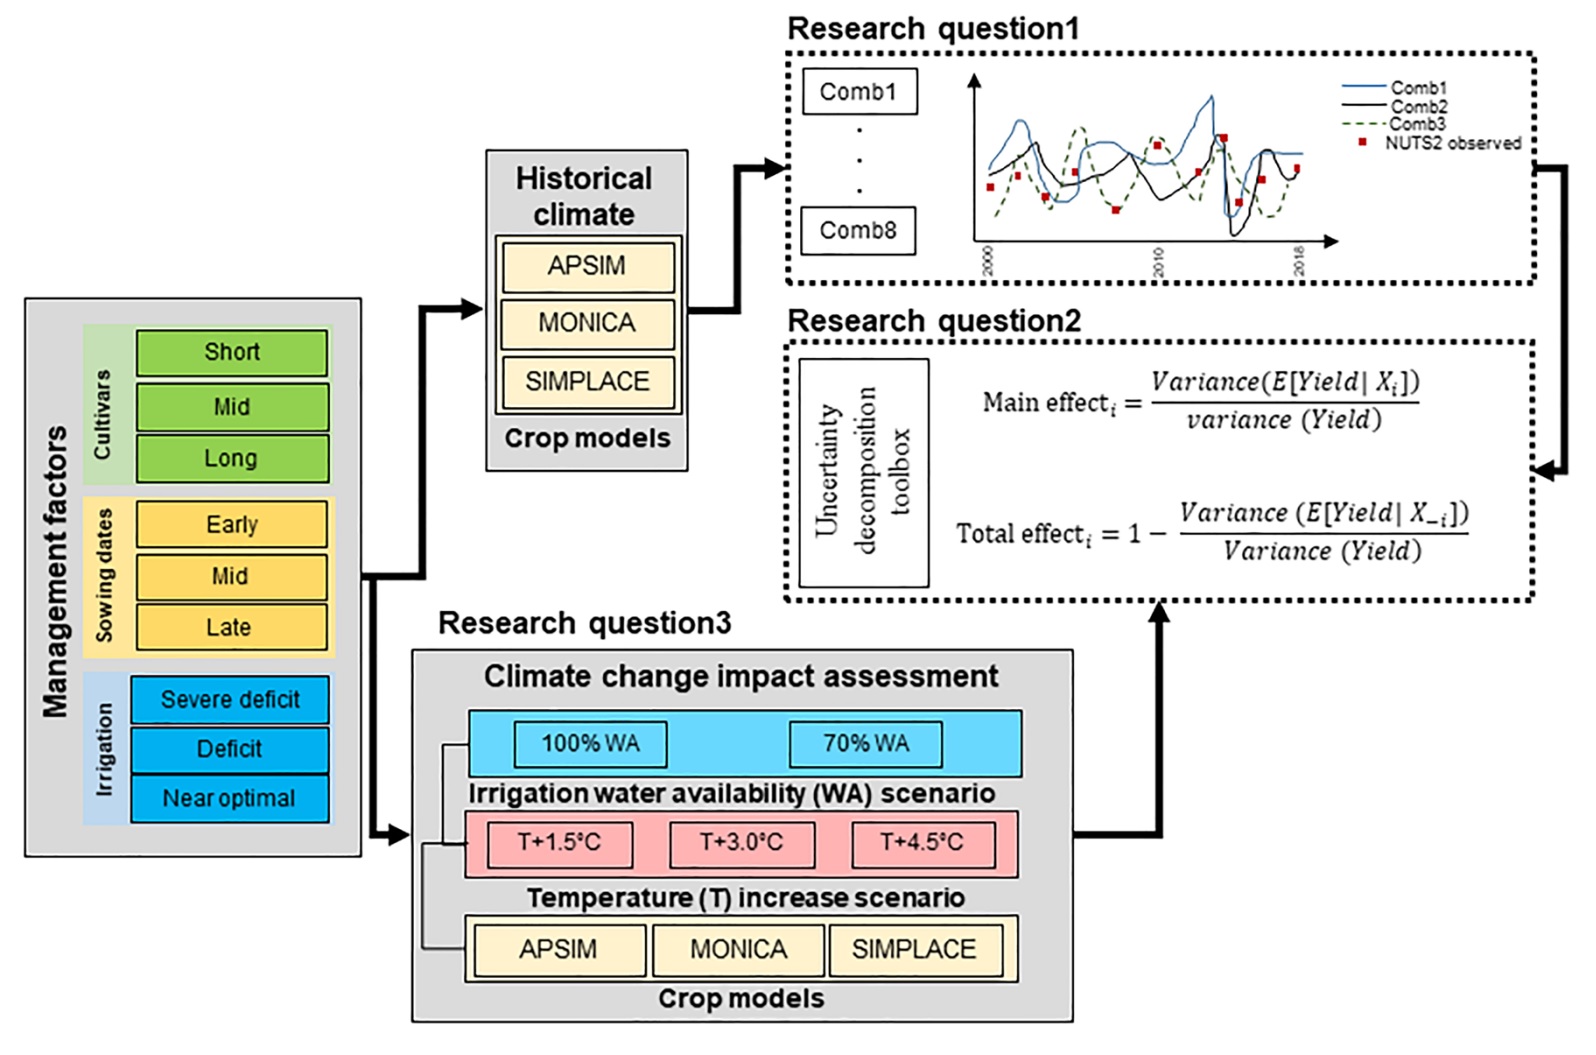 Research question1
Comb1
.
.
.
Comb8
Comb1
Comb2
Comb3
NUTS2 observed
2000
2010
2018
Historical
climate
APSIM
MONICA
SIMPLACE
Crop models
Research question2
Uncertainty
decomposition
toolbox
Main effectᵢ = Variance(E[Yield| Xᵢ]) / variance (Yield)
Total effectᵢ = 1 − Variance (E[Yield| X₋ᵢ]) / Variance (Yield)
Management factors
Cultivars
Short
Mid
Long
Sowing dates
Early
Mid
Late
Irrigation
Severe deficit
Deficit
Near optimal
Research question3
Climate change impact assessment
100% WA
70% WA
Irrigation water availability (WA) scenario
T+1.5°C
T+3.0°C
T+4.5°C
Temperature (T) increase scenario
APSIM
MONICA
SIMPLACE
Crop models